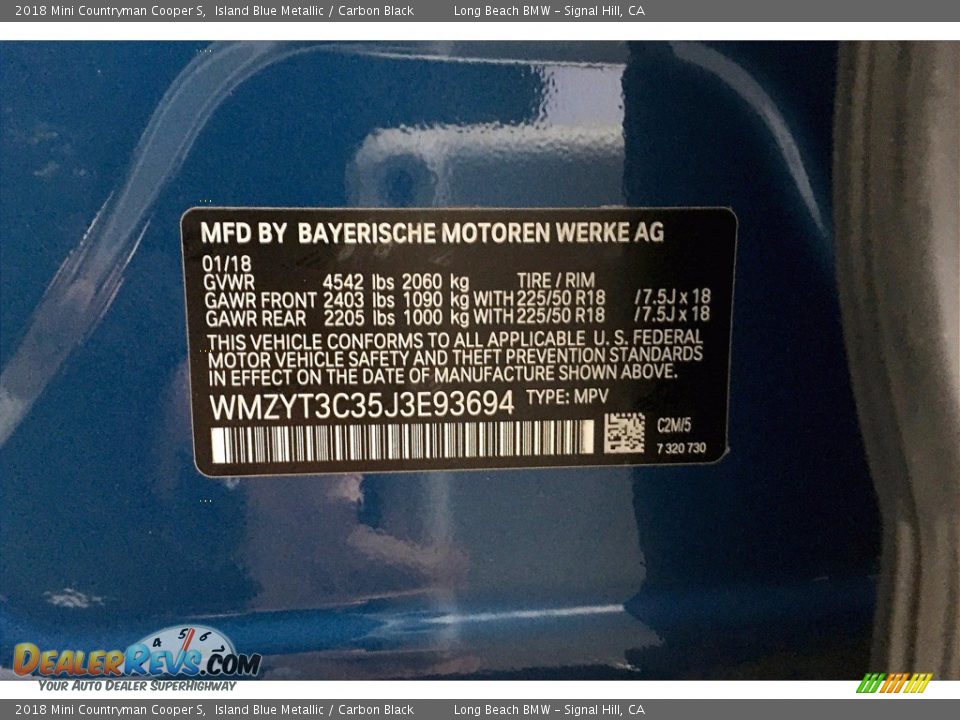 2018 Mini Countryman Cooper S, Island Blue Metallic / Carbon Black Long Beach BMW - Signal Hill, CA
MFD BY BAYERISCHE MOTOREN WERKE AG
01/18
GVWR 4542 lbs 2060 kg TIRE / RIM
GAWR FRONT 2403 lbs 1090 kg WITH 225/50 R18 /7.5J x 18
GAWR REAR 2205 lbs 1000 kg WITH 225/50 R18 /7.5J x 18
THIS VEHICLE CONFORMS TO ALL APPLICABLE U.S. FEDERAL
MOTOR VEHICLE SAFETY AND THEFT PREVENTION STANDARDS
IN EFFECT ON THE DATE OF MANUFACTURE SHOWN ABOVE.
WMZYT3C35J3E93694 TYPE: MPV
C2M/5
7 320 730
4 5 6
DEALERREVS.COM
YOUR AUTO DEALER SUPERHIGHWAY
2018 Mini Countryman Cooper S, Island Blue Metallic / Carbon Black Long Beach BMW - Signal Hill, CA